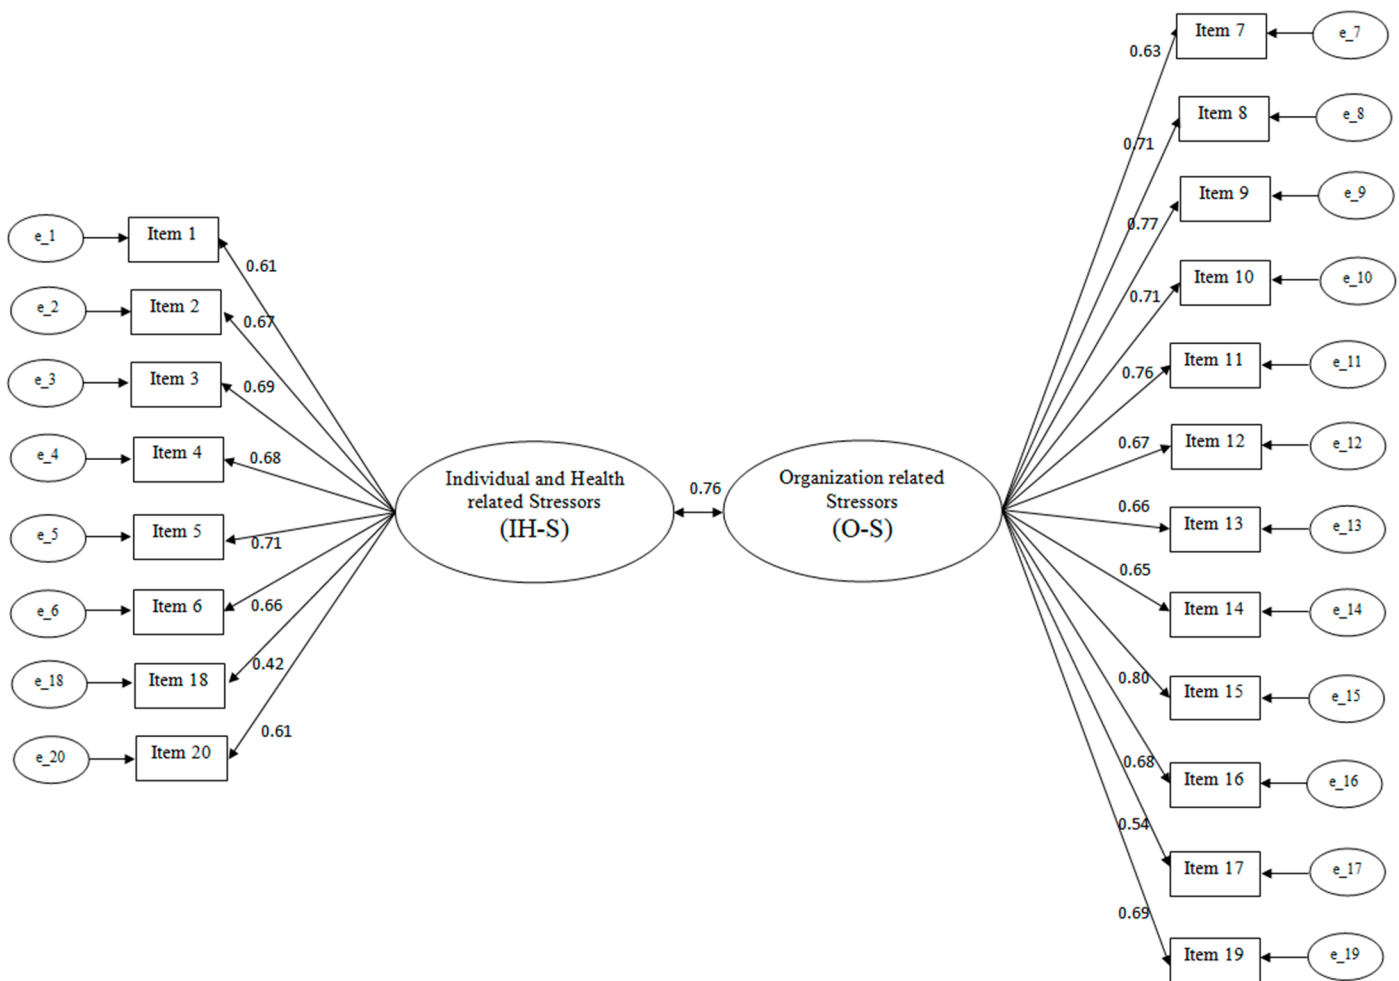 e_1
Item 1
0.61
e_2
Item 2
0.67
e_3
Item 3
0.69
e_4
Item 4
0.68
e_5
Item 5
0.71
e_6
Item 6
0.66
e_18
Item 18
0.42
e_20
Item 20
0.61
Individual and Health
related Stressors
(IH-S)
0.76
Organization related
Stressors
(O-S)
0.63
Item 7
e_7
0.71
Item 8
e_8
0.77
Item 9
e_9
0.71
Item 10
e_10
0.76
Item 11
e_11
0.67
Item 12
e_12
0.66
Item 13
e_13
0.65
Item 14
e_14
0.80
Item 15
e_15
0.68
Item 16
e_16
0.54
Item 17
e_17
0.69
Item 19
e_19